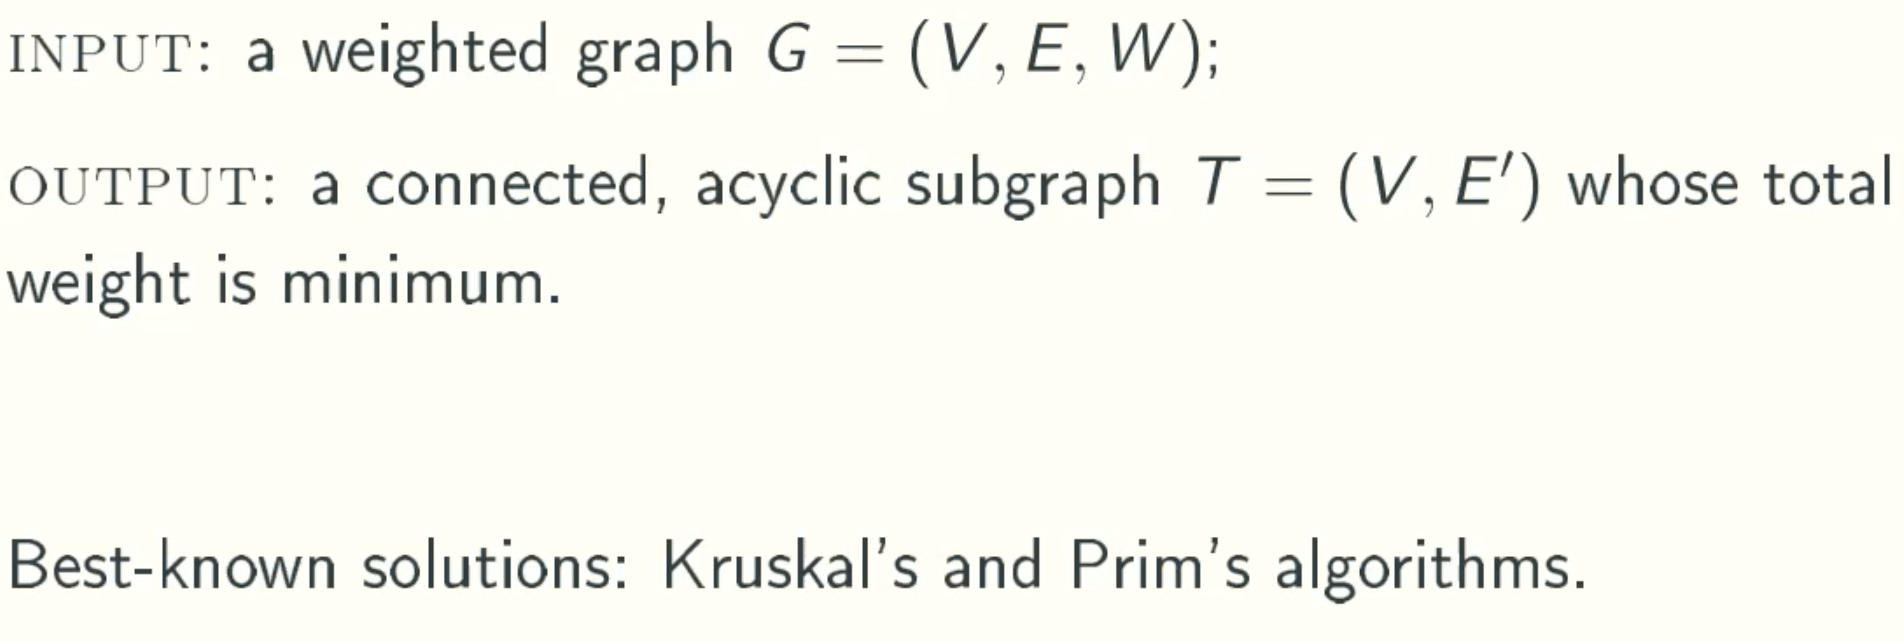 INPUT: a weighted graph G = (V, E, W);
OUTPUT: a connected, acyclic subgraph T = (V, E′) whose total
weight is minimum.
Best-known solutions: Kruskal's and Prim's algorithms.